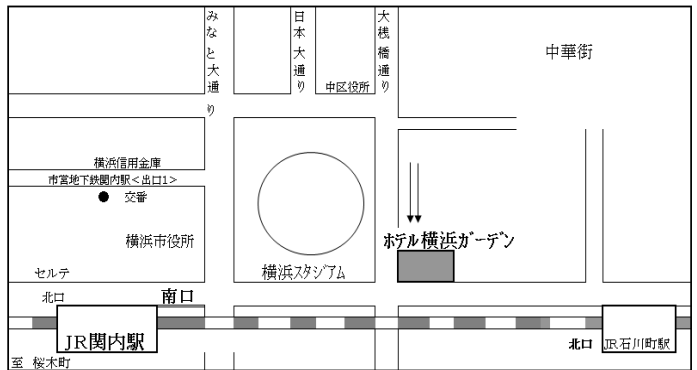 みなと大通り
日本大通り
大桟橋通り
中華街
中区役所
横浜信用金庫
市営地下鉄関内駅<出口1>
● 交番
横浜市役所
ホテル横浜ガーデン
セルテ
横浜スタジアム
北口
南口
JR関内駅
北口
JR石川町駅
至 桜木町